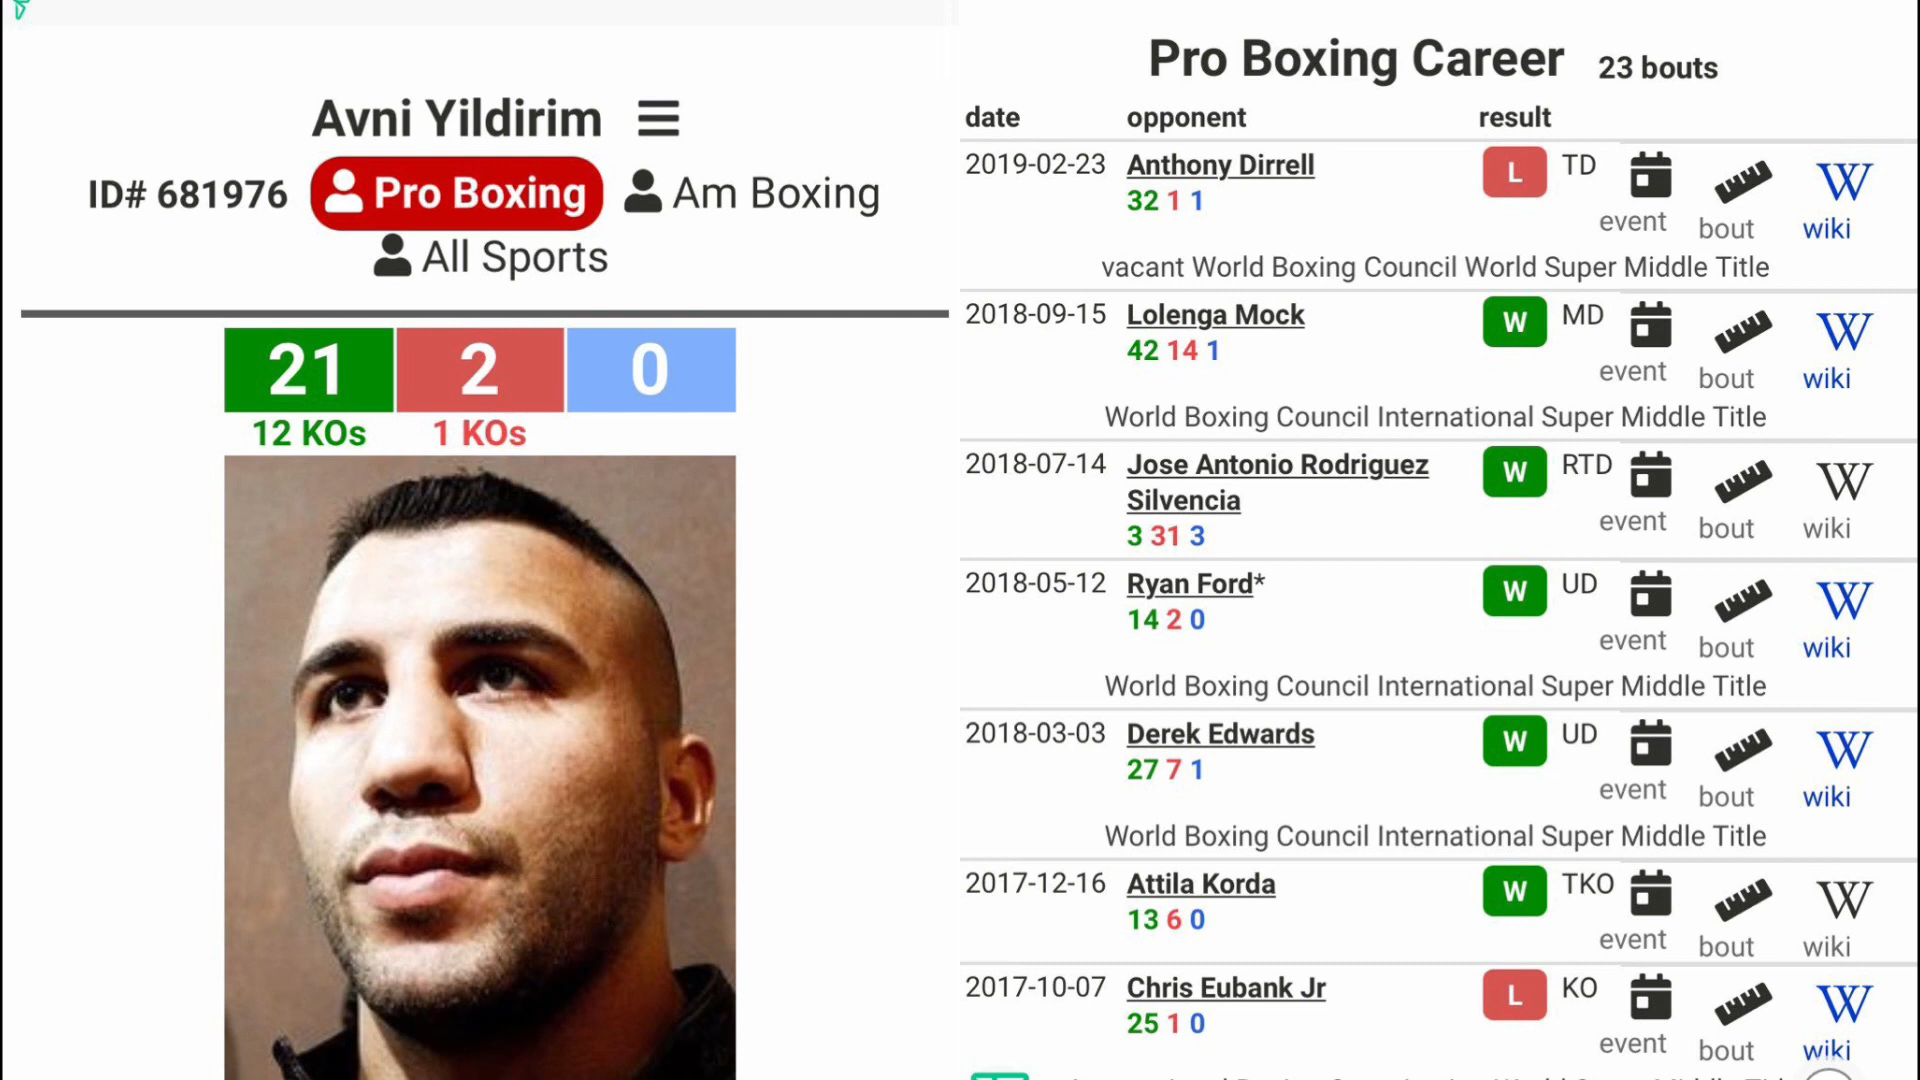 Avni Yildirim
ID# 681976 Pro Boxing Am Boxing
All Sports
21 2 0
12 KOs 1 KOs
Pro Boxing Career 23 bouts
date opponent result
2019-02-23 Anthony Dirrell L TD
32 1 1
event bout wiki
vacant World Boxing Council World Super Middle Title
2018-09-15 Lolenga Mock W MD
42 14 1
event bout wiki
World Boxing Council International Super Middle Title
2018-07-14 Jose Antonio Rodriguez W RTD
Silvencia
3 31 3
event bout wiki
2018-05-12 Ryan Ford* W UD
14 2 0
event bout wiki
World Boxing Council International Super Middle Title
2018-03-03 Derek Edwards W UD
27 7 1
event bout wiki
World Boxing Council International Super Middle Title
2017-12-16 Attila Korda W TKO
13 6 0
event bout wiki
2017-10-07 Chris Eubank Jr L KO
25 1 0
event bout wiki